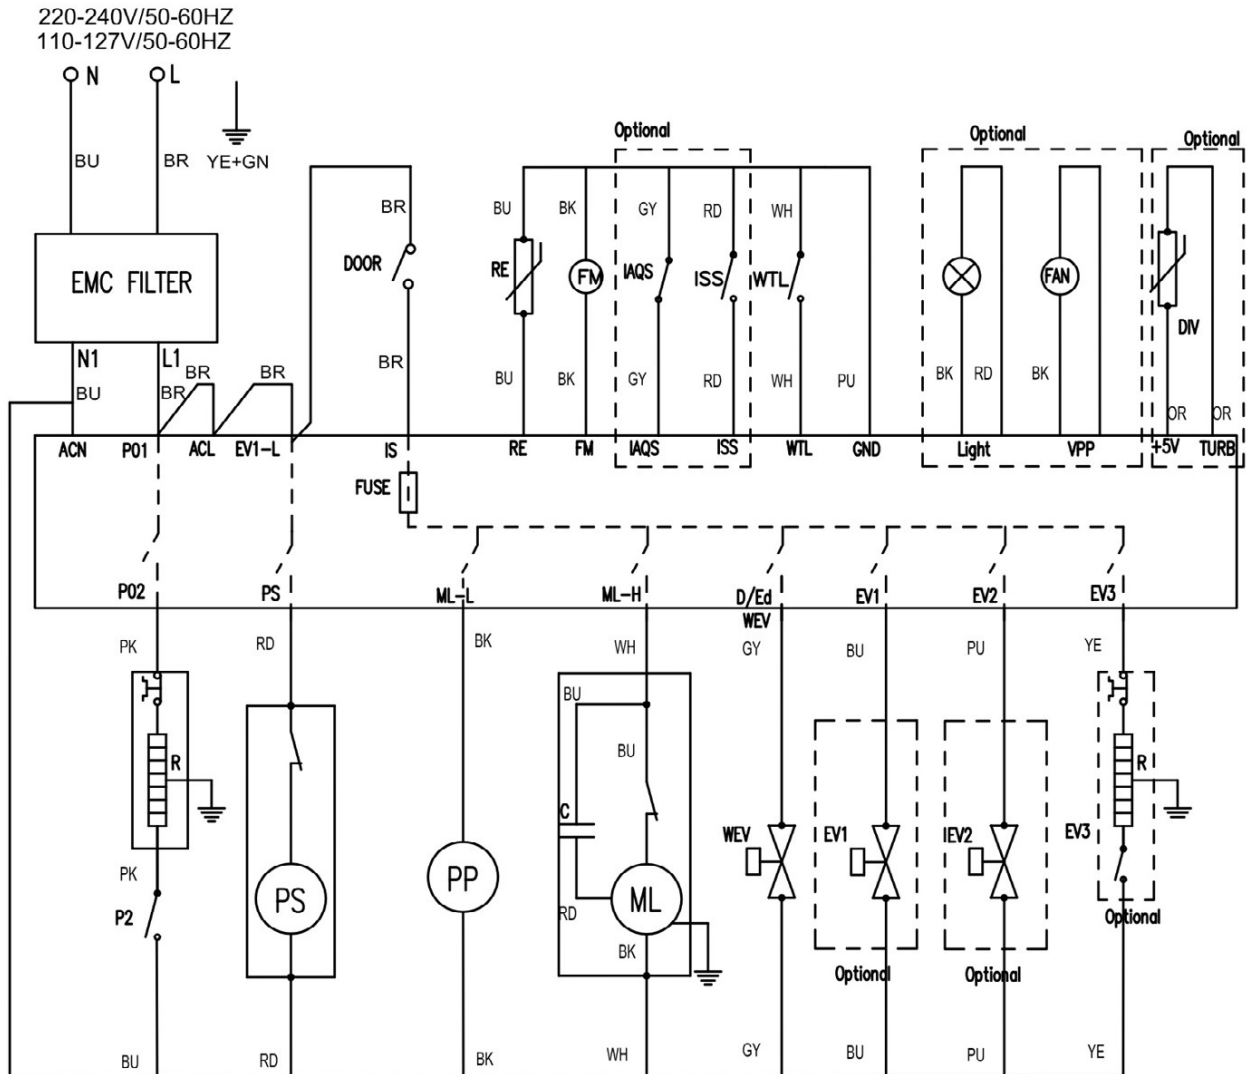 220-240V/50-60HZ
110-127V/50-60HZ
N L
BU BR YE+GN
Optional Optional Optional
BR BU BK GY RD WH
DOOR RE FM IAQS ISS WTL FAN DIV
EMC FILTER
N1 L1
BU BR BR BR BR BU BK GY RD WH PU BK RD BK OR OR
ACN P01 ACL EV1-L IS RE FM IAQS ISS WTL GND Light VPP +5V TURB
FUSE
P02 PS ML-L ML-H D/Ed EV1 EV2 EV3
WEV
PK RD BK WH GY BU PU YE
BU
BU
R R
C WEV EV1 EV2 EV3
PK PS PP ML
P2 RD Optional
BK
Optional Optional
BU RD BK WH GY BU PU YE